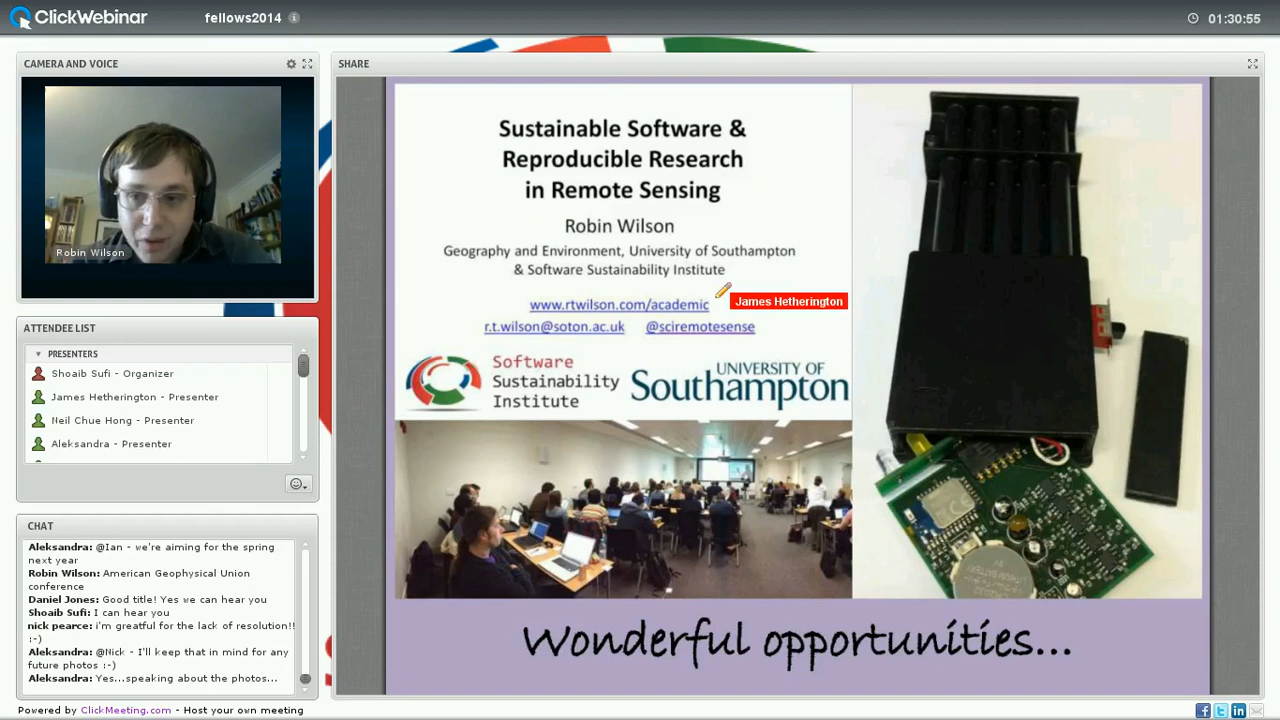 ClickWebinar
fellows2014
01:30:55
CAMERA AND VOICE
Robin Wilson
ATTENDEE LIST
PRESENTERS
Shoaib Sufi - Organizer
James Hetherington - Presenter
Neil Chue Hong - Presenter
Aleksandra - Presenter
CHAT
Aleksandra: @Ian - we're aiming for the spring
next year
Robin Wilson: American Geophysical Union
conference
Daniel Jones: Good title! Yes we can hear you
Shoaib Sufi: I can hear you
nick pearce: i'm greatful for the lack of resolution!!
:-)
Aleksandra: @Nick - I'll keep that in mind for any
future photos :-)
Aleksandra: Yes...speaking about the photos...
Powered by ClickMeeting.com - Host your own meeting
SHARE
Sustainable Software &
Reproducible Research
in Remote Sensing
Robin Wilson
Geography and Environment, University of Southampton
& Software Sustainability Institute
www.rtwilson.com/academic
James Hetherington
r.t.wilson@soton.ac.uk @sciremotesense
Software
Sustainability
Institute
UNIVERSITY OF
Southampton
Wonderful opportunities...